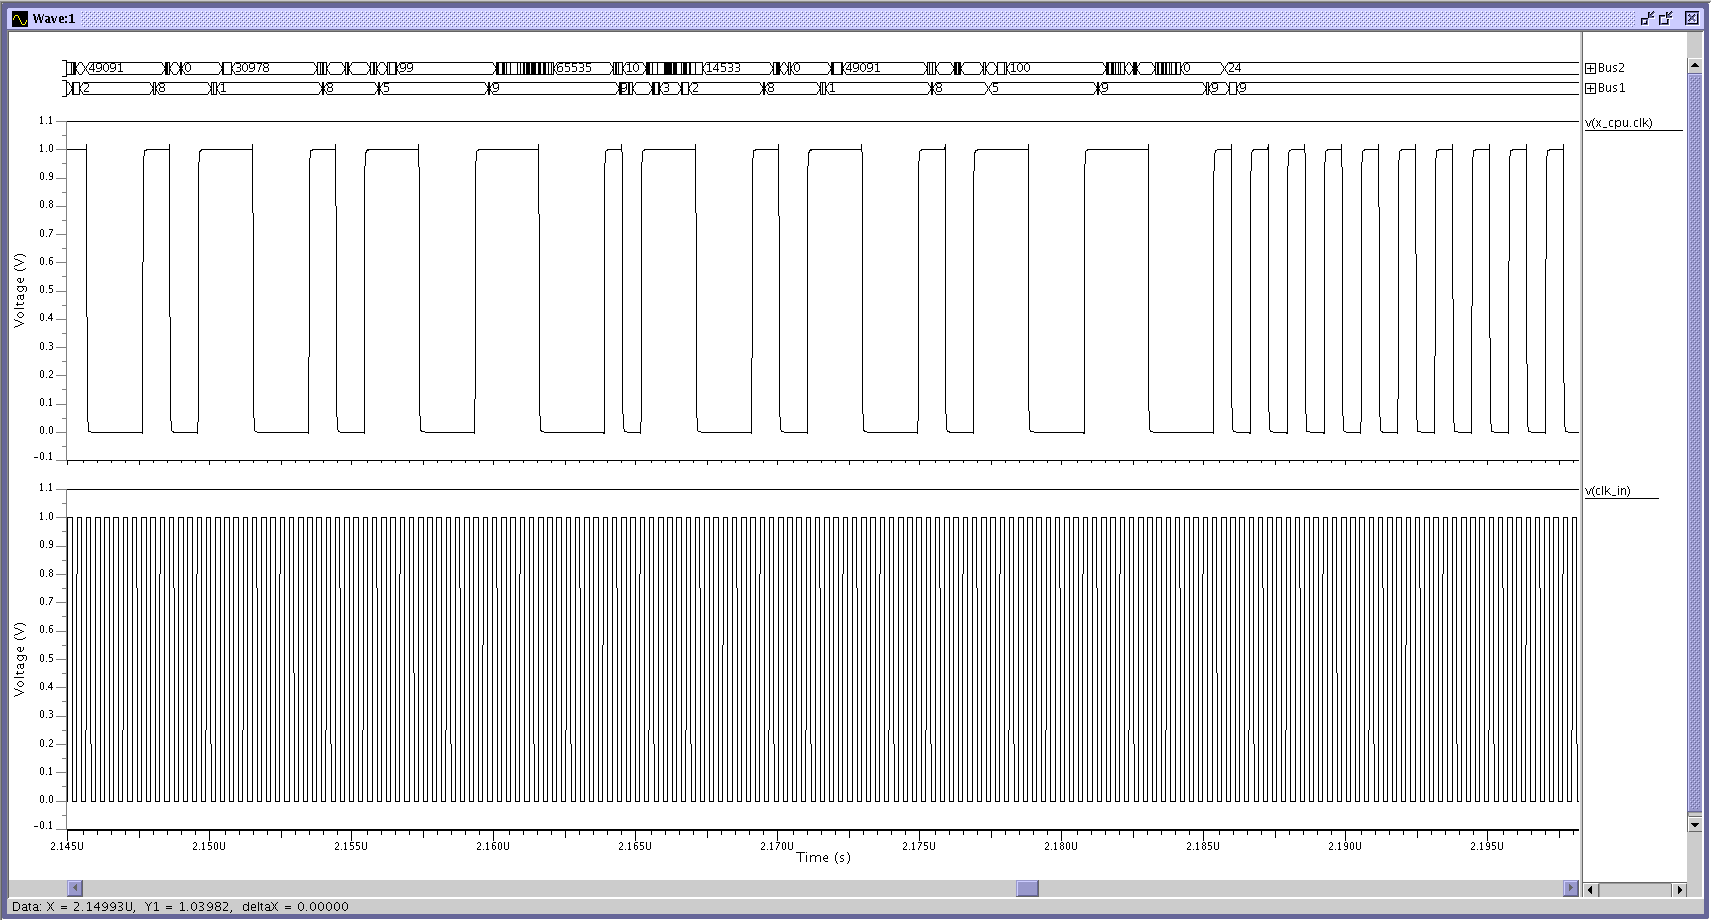 Wave:1
49091 0 30978 99 65535 10 14533 0 49091 100 0 24 Bus2
2 8 1 8 5 9 3 2 8 1 8 5 9 9 9 Bus1
v(x_cpu.clk)
1.1
1.0
0.9
0.8
0.7
0.6
0.5
0.4
0.3
0.2
0.1
0.0
-0.1
Voltage (V)
v(clk_in)
1.1
1.0
0.9
0.8
0.7
0.6
0.5
0.4
0.3
0.2
0.1
0.0
-0.1
Voltage (V)
2.145U 2.150U 2.155U 2.160U 2.165U 2.170U 2.175U 2.180U 2.185U 2.190U 2.195U
Time (s)
Data: X = 2.14993U, Y1 = 1.03982, deltaX = 0.00000